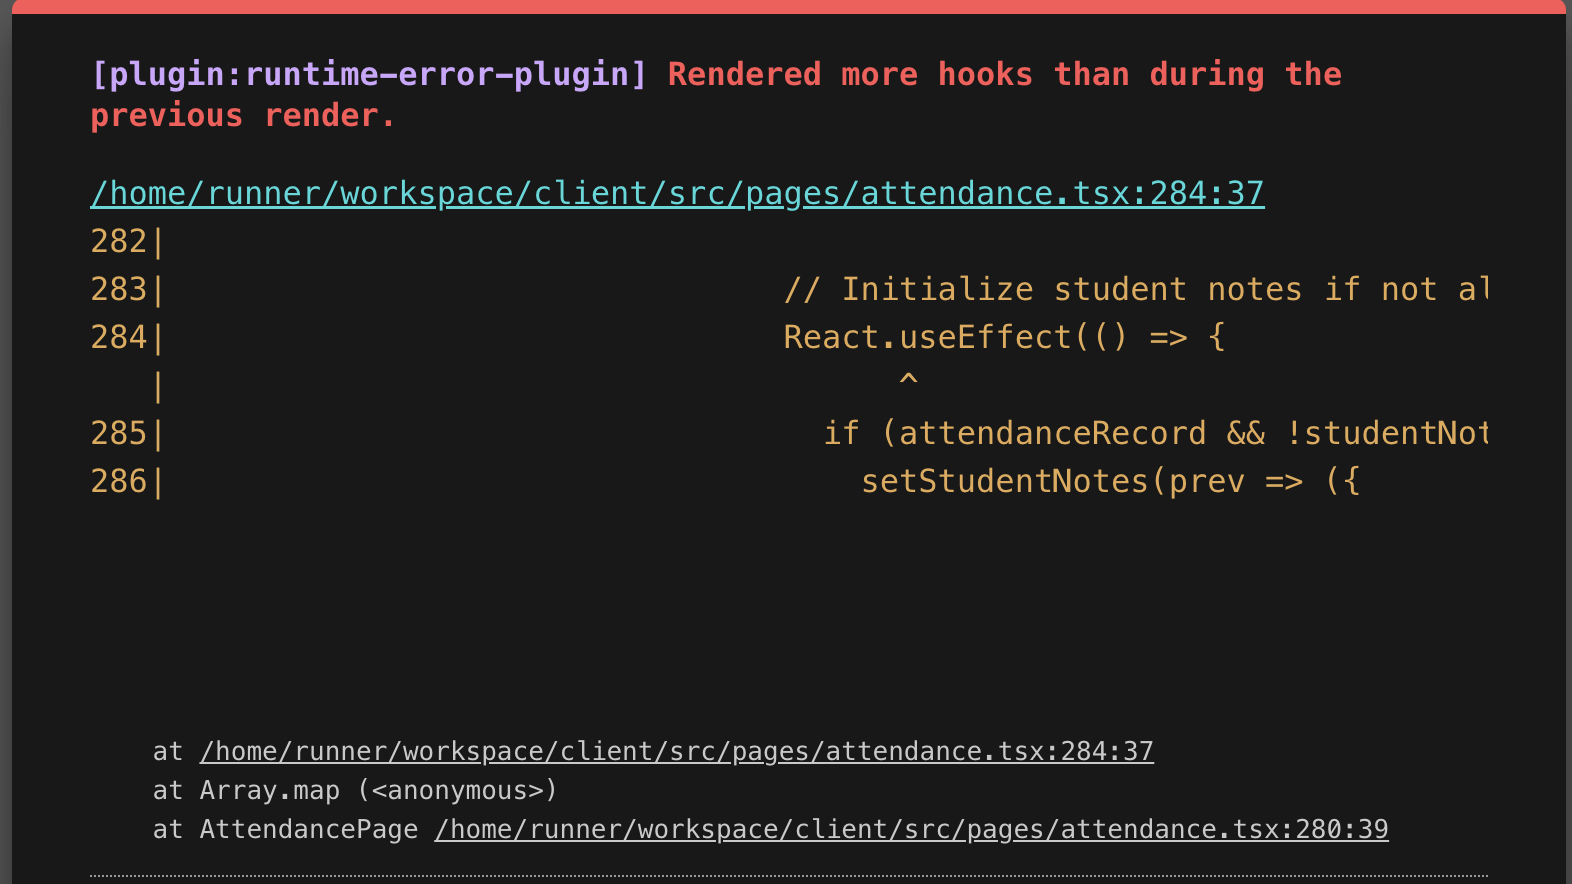 [plugin:runtime-error-plugin] Rendered more hooks than during the
previous render.
/home/runner/workspace/client/src/pages/attendance.tsx:284:37
282|
283| // Initialize student notes if not al
284| React.useEffect(() => {
| ^
285| if (attendanceRecord && !studentNot
286| setStudentNotes(prev => ({
at /home/runner/workspace/client/src/pages/attendance.tsx:284:37
at Array.map (<anonymous>)
at AttendancePage /home/runner/workspace/client/src/pages/attendance.tsx:280:39